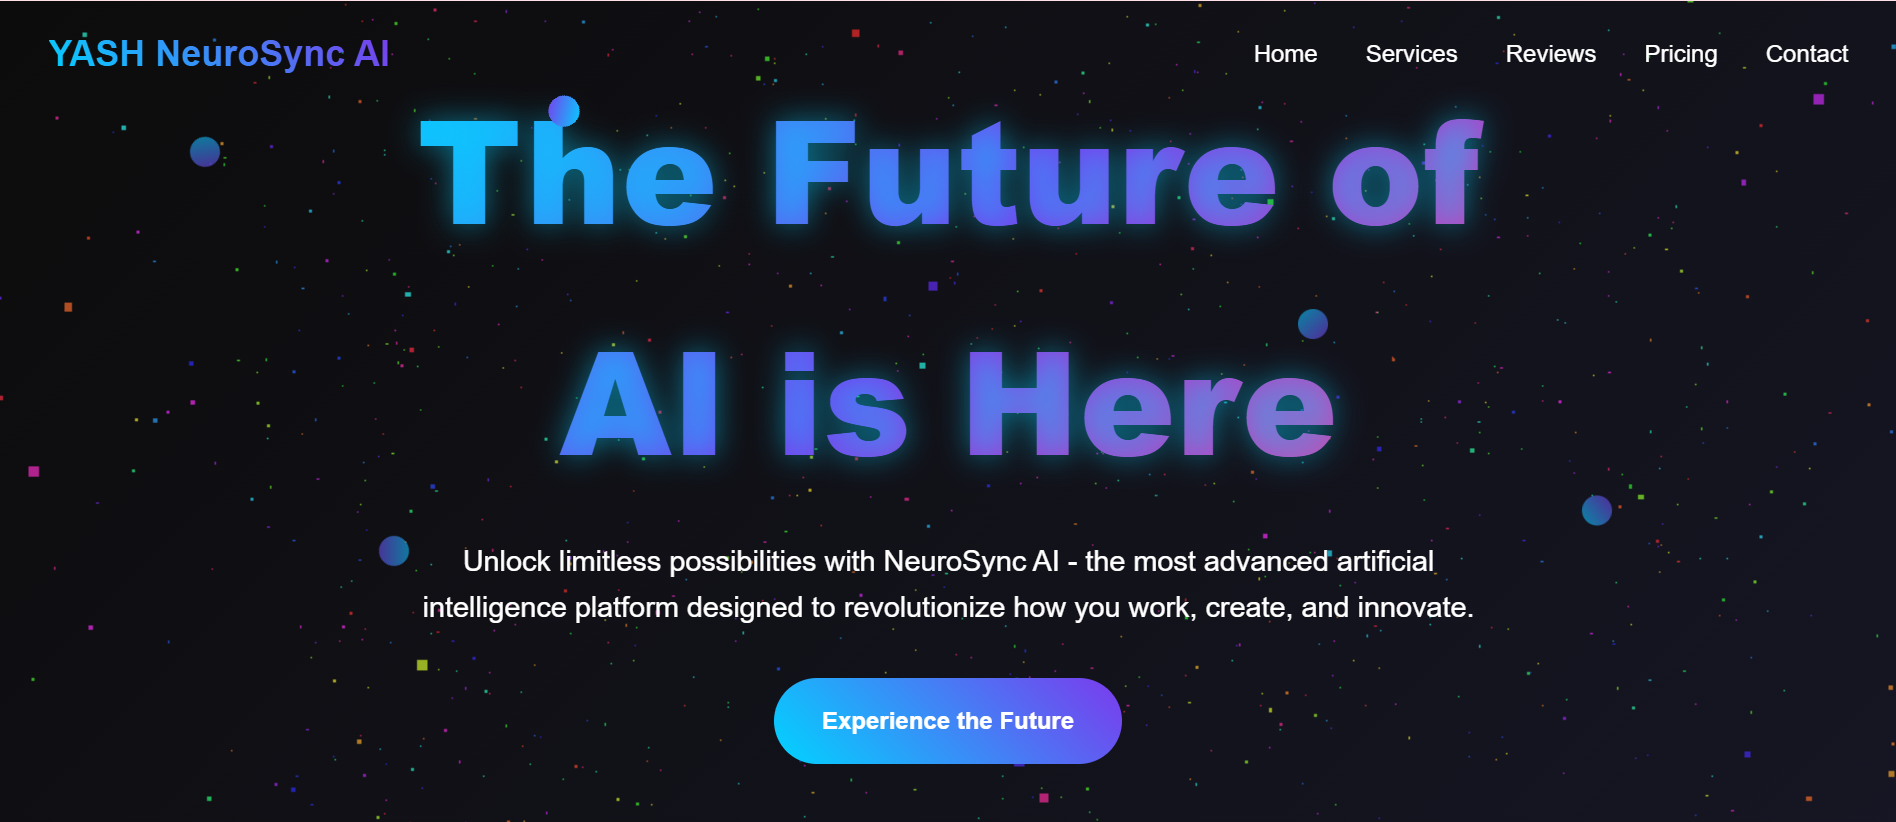 YASH NeuroSync AI
Home Services Reviews Pricing Contact
The Future of
AI is Here
Unlock limitless possibilities with NeuroSync AI - the most advanced artificial
intelligence platform designed to revolutionize how you work, create, and innovate.
Experience the Future